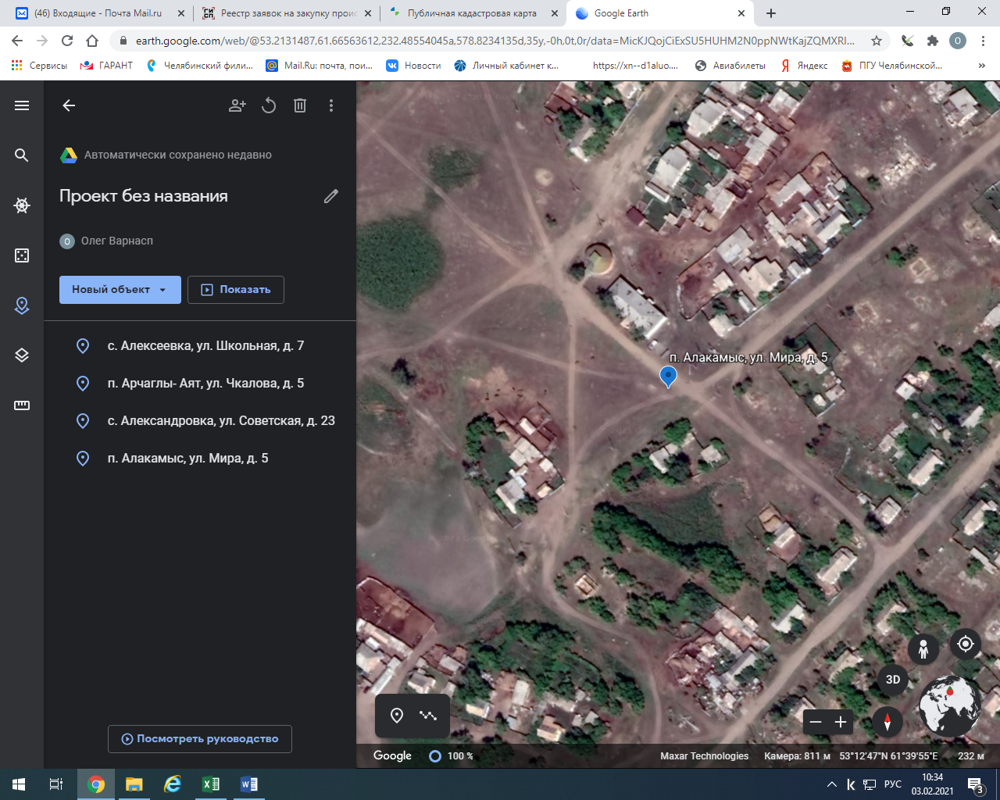 (46) Входящие - Почта Mail.ru
Реестр заявок на закупку проис
Публичная кадастровая карта
Google Earth
earth.google.com/web/@53.2131487,61.66563612,232.48554045a,578.8234135d,35y,-0h,0t,0r/data=MicKJQojCiExSU5HUHM2N0ppNWtKajZQMXRI...
О
Сервисы
ГАРАНТ
Челябинский фили...
Mail.Ru: почта, пои...
Новости
Личный кабинет к...
https://xn--d1aluo....
Авиабилеты
Яндекс
ПГУ Челябинской...
»
Автоматически сохранено недавно
Проект без названия
О Олег Варнасп
Новый объект
Показать
с. Алексеевка, ул. Школьная, д. 7
п. Арчаглы- Аят, ул. Чкалова, д. 5
с. Александровка, ул. Советская, д. 23
п. Алакамыс, ул. Мира, д. 5
Посмотреть руководство
п. Алакамыс, ул. Мира, д. 5
3D
Google
100 %
Maxar Technologies
Камера: 811 м
53°12'47"N 61°39'55"E
232 м
РУС
10:34
03.02.2021
3